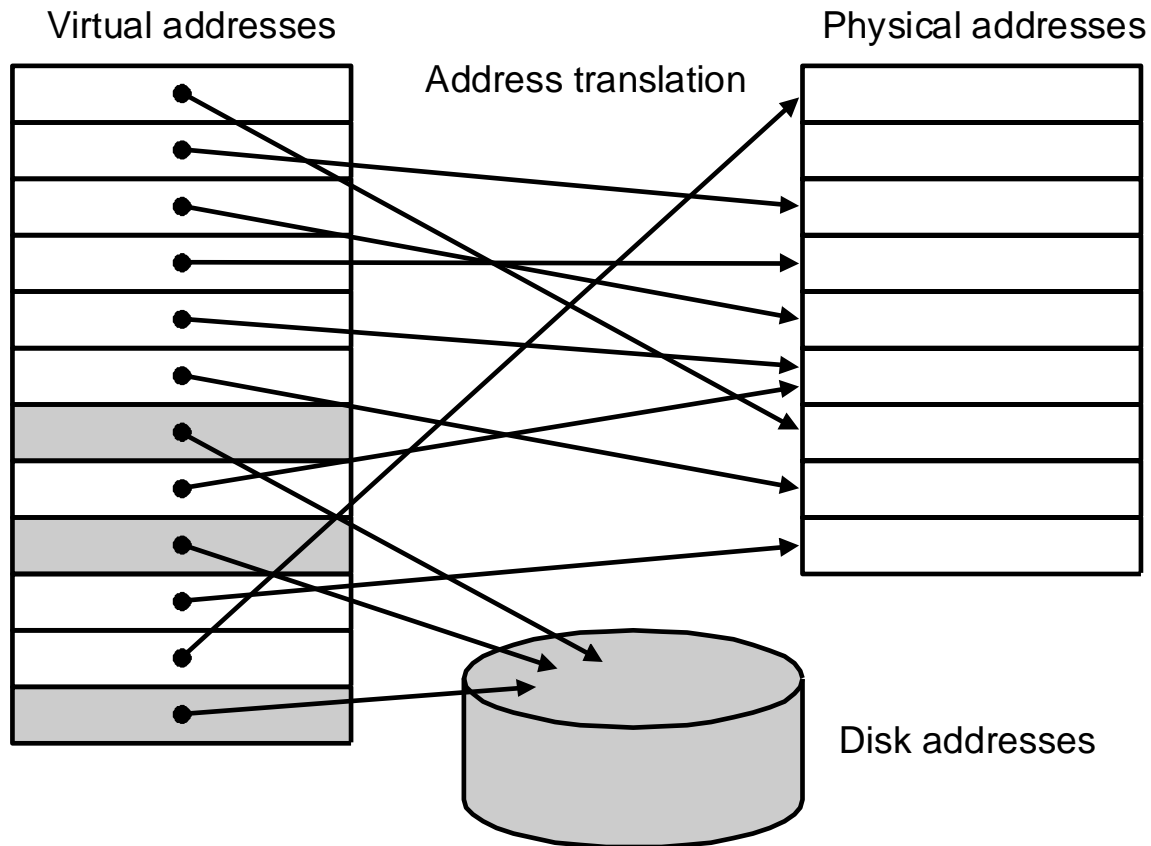 Virtual addresses
Physical addresses
Address translation
Disk addresses